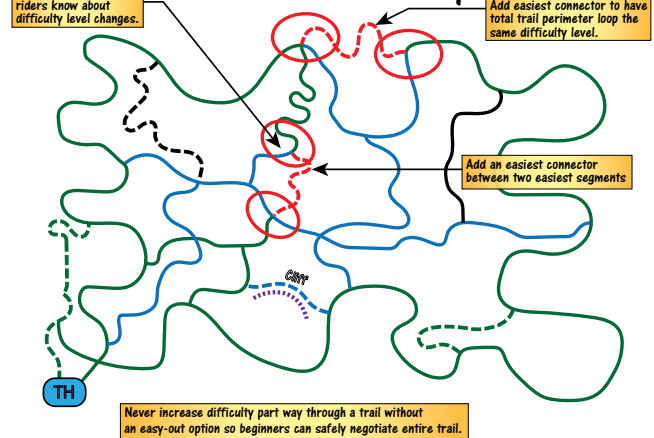 riders know about
difficulty level changes.
Add easiest connector to have
total trail perimeter loop the
same difficulty level.
Add an easiest connector
between two easiest segments
Cliff
TH
Never increase difficulty part way through a trail without
an easy-out option so beginners can safely negotiate entire trail.